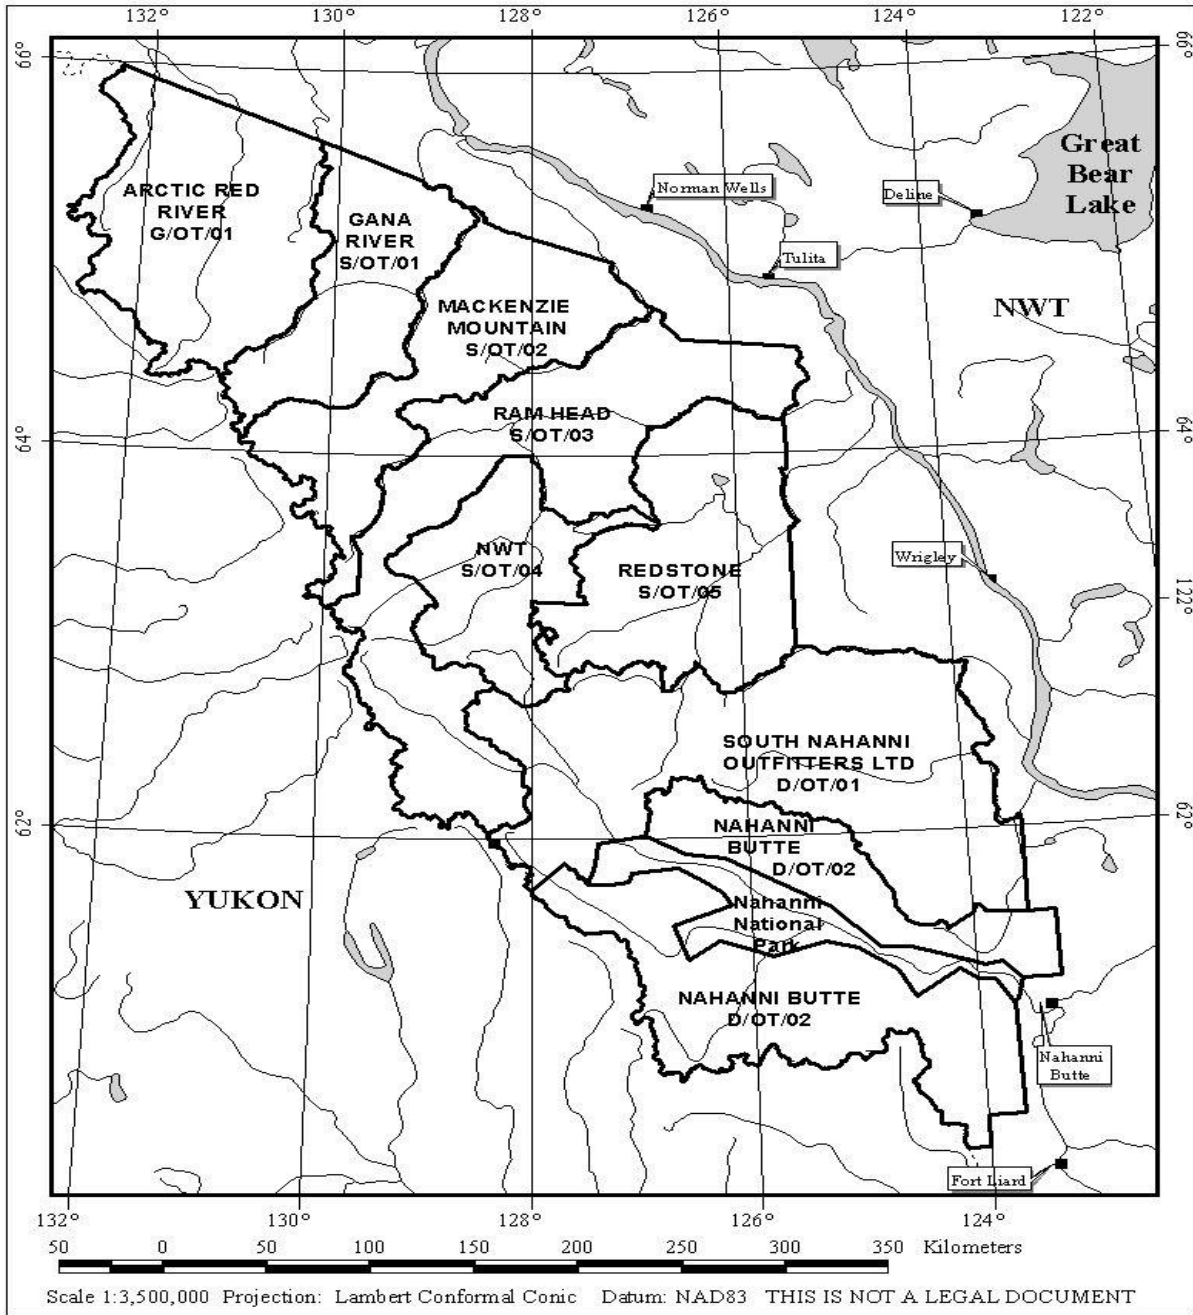 132° 130° 128° 126° 124° 122°
66° 66°
Great
Bear
Lake
ARCTIC RED
RIVER
G/OT/01
Norman Wells
Deline
GANA
RIVER
S/OT/01
Tulita
MACKENZIE
MOUNTAIN
S/OT/02
NWT
RAM HEAD
S/OT/03
64° 64°
NWT
S/OT/04
REDSTONE
S/OT/05
Wrigley
122°
SOUTH NAHANNI
OUTFITTERS LTD
D/OT/01
62° 62°
NAHANNI
BUTTE
D/OT/02
YUKON
Nahanni
National
Park
NAHANNI BUTTE
D/OT/02
Nahanni
Butte
Fort Liard
132° 130° 128° 126° 124°
50 0 50 100 150 200 250 300 350 Kilometers
Scale 1:3,500,000 Projection: Lambert Conformal Conic Datum: NAD83 THIS IS NOT A LEGAL DOCUMENT